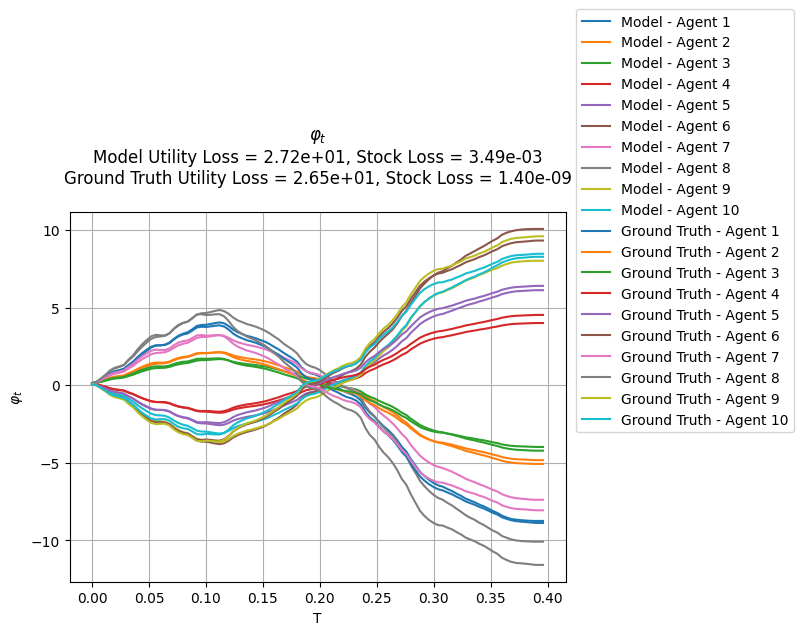 φ_t
Model Utility Loss = 2.72e+01, Stock Loss = 3.49e-03
Ground Truth Utility Loss = 2.65e+01, Stock Loss = 1.40e-09
10
5
0
−5
−10
φ_t
0.00 0.05 0.10 0.15 0.20 0.25 0.30 0.35 0.40
T
Model - Agent 1
Model - Agent 2
Model - Agent 3
Model - Agent 4
Model - Agent 5
Model - Agent 6
Model - Agent 7
Model - Agent 8
Model - Agent 9
Model - Agent 10
Ground Truth - Agent 1
Ground Truth - Agent 2
Ground Truth - Agent 3
Ground Truth - Agent 4
Ground Truth - Agent 5
Ground Truth - Agent 6
Ground Truth - Agent 7
Ground Truth - Agent 8
Ground Truth - Agent 9
Ground Truth - Agent 10